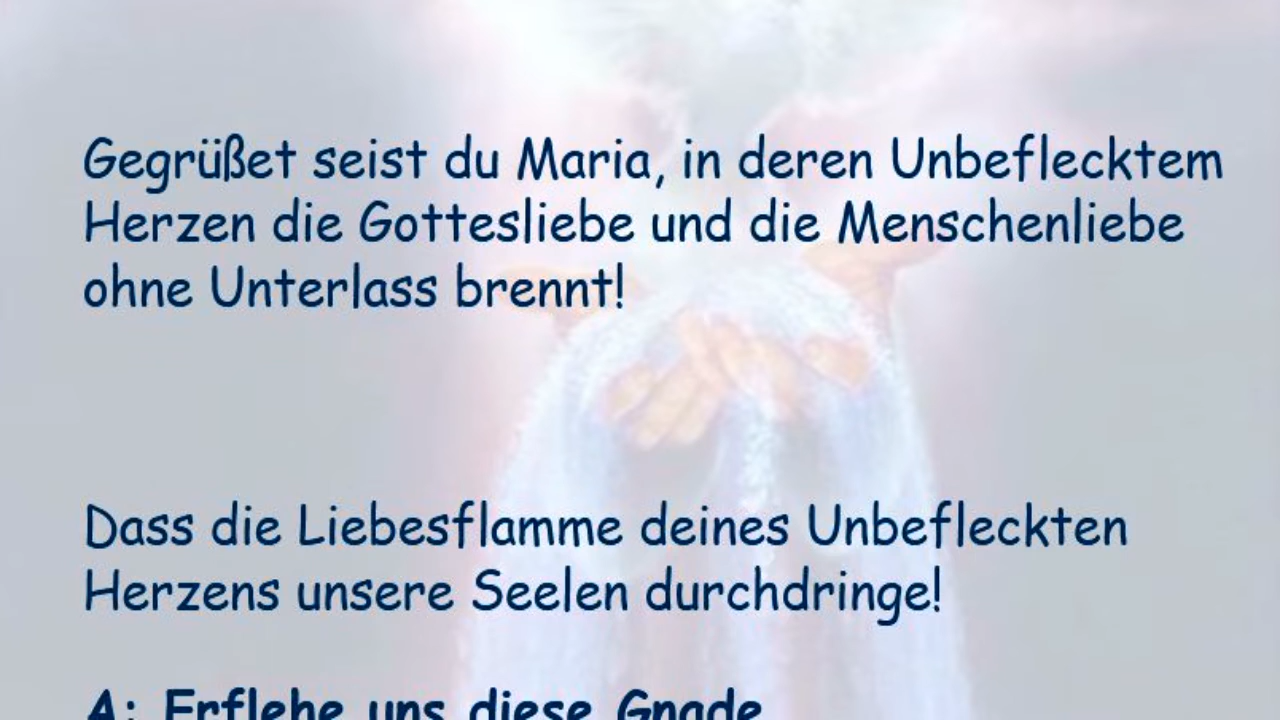 Gegrüßet seist du Maria, in deren Unbeflecktem
Herzen die Gottesliebe und die Menschenliebe
ohne Unterlass brennt!
Dass die Liebesflamme deines Unbefleckten
Herzens unsere Seelen durchdringe!
A: Erflehe uns diese Gnade